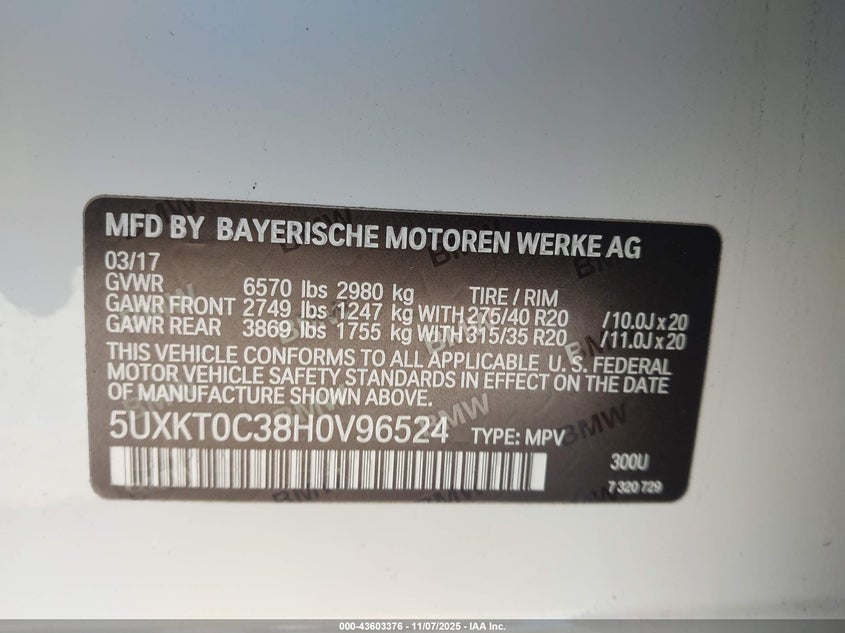 MFD BY BAYERISCHE MOTOREN WERKE AG
03/17
GVWR 6570 lbs 2980 kg TIRE / RIM
GAWR FRONT 2749 lbs 1247 kg WITH 275/40 R20 /10.0J x 20
GAWR REAR 3869 lbs 1755 kg WITH 315/35 R20 /11.0J x 20
THIS VEHICLE CONFORMS TO ALL APPLICABLE U. S. FEDERAL
MOTOR VEHICLE SAFETY STANDARDS IN EFFECT ON THE DATE
OF MANUFACTURE SHOWN ABOVE.
5UXKT0C38H0V96524 TYPE: MPV
300U
7 320 729
000-43603376 | 11/07/2025 - IAA Inc.